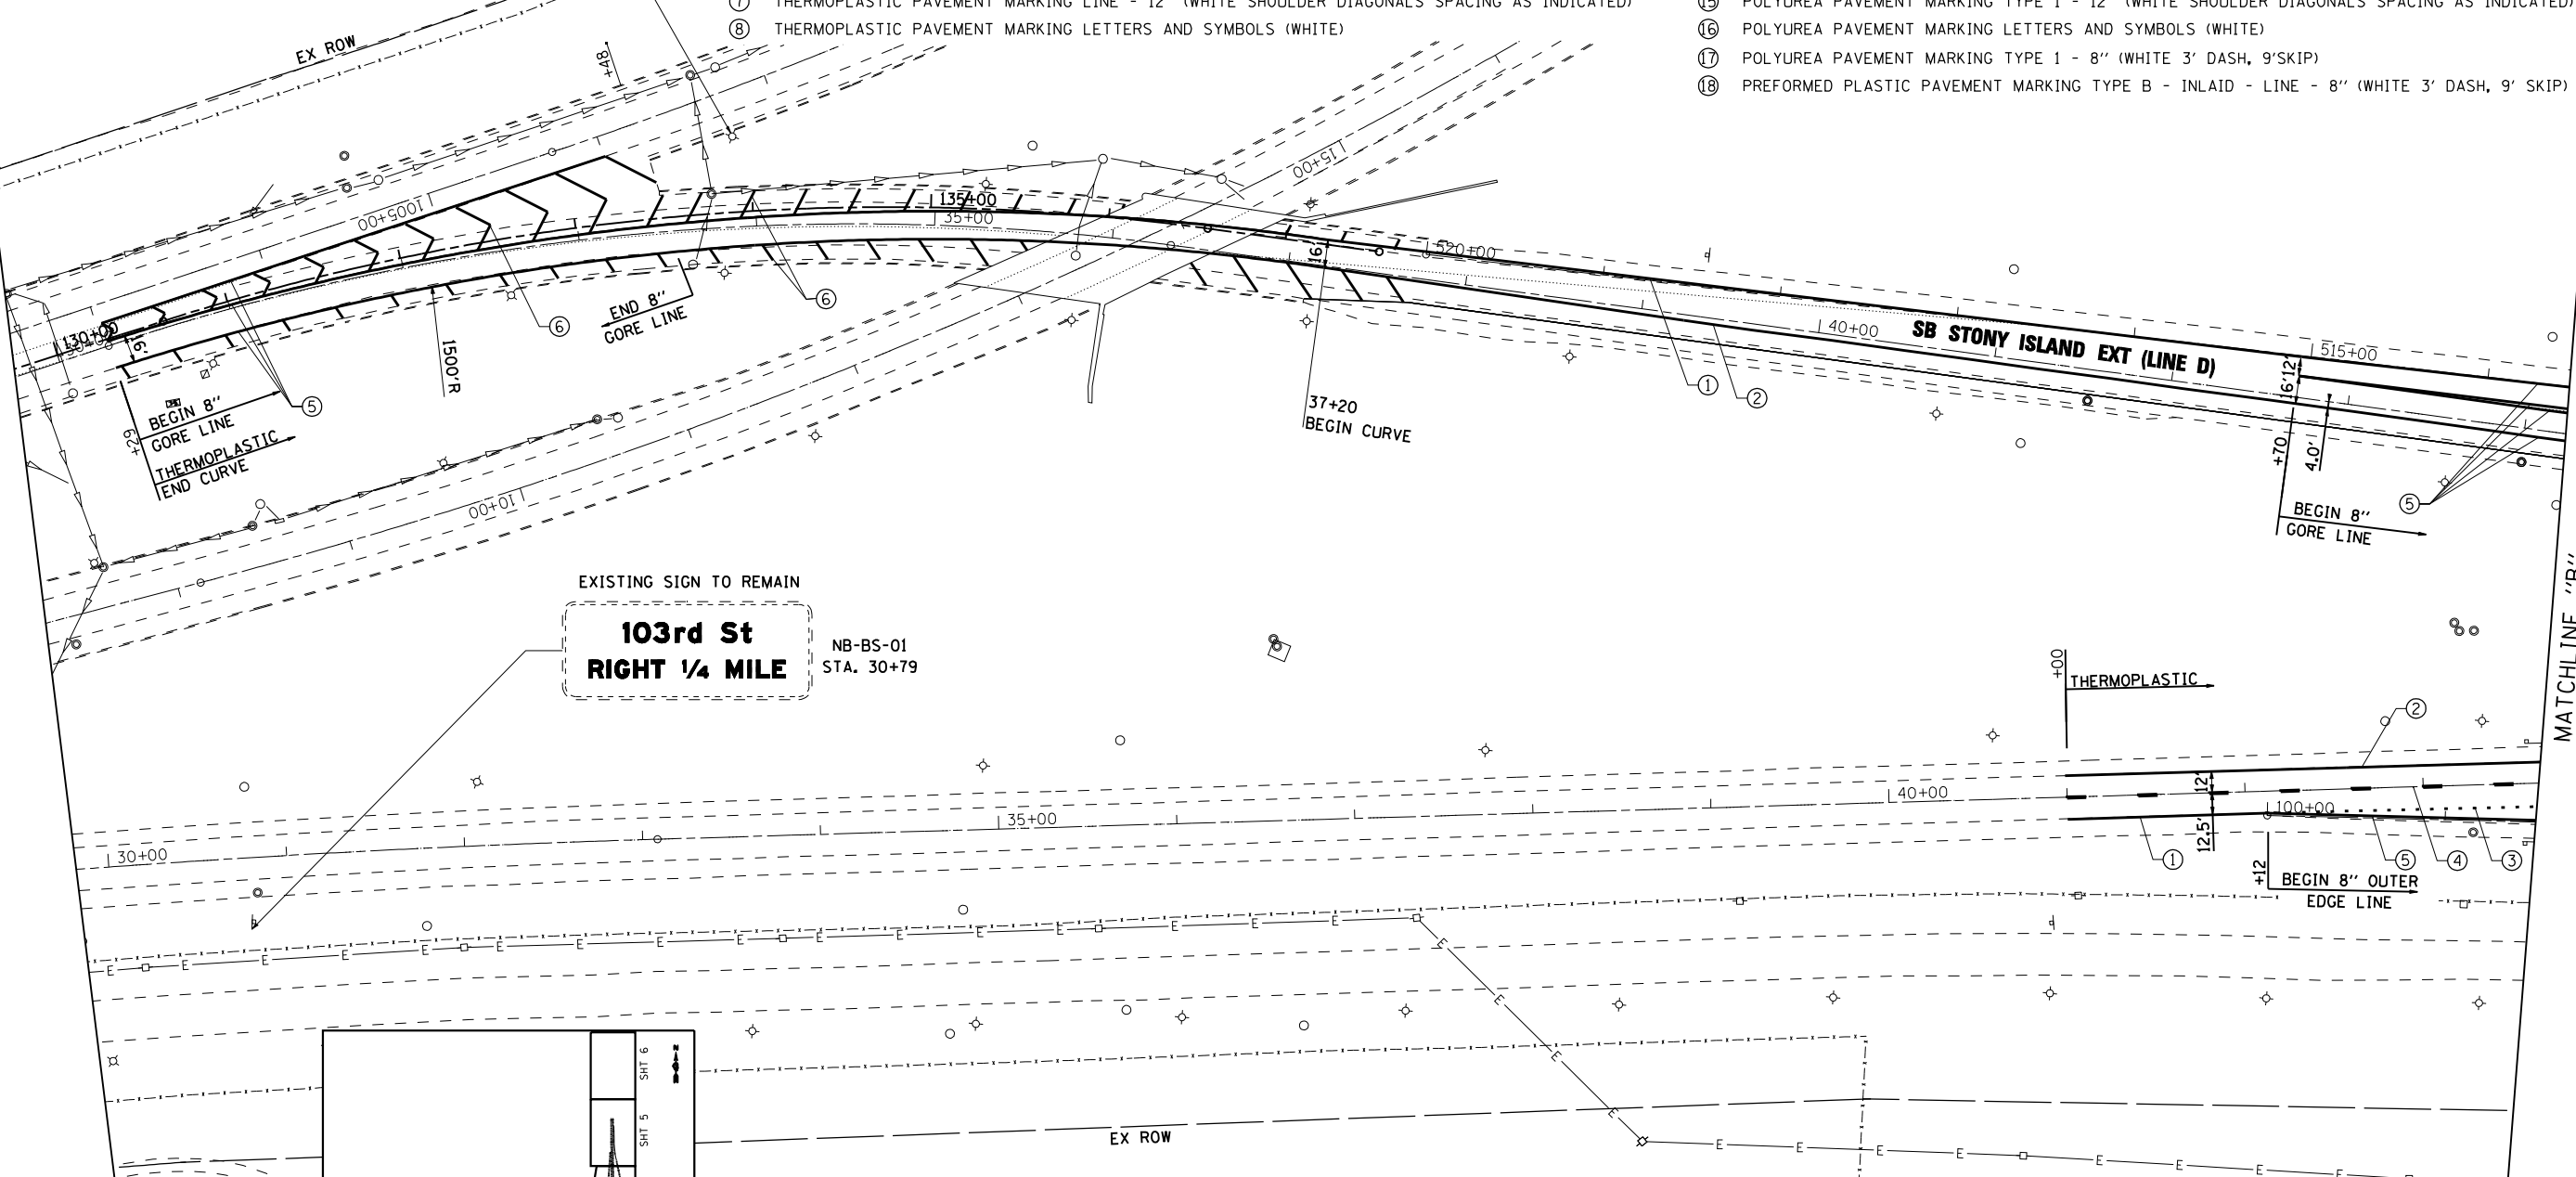 ⑦ THERMOPLASTIC PAVEMENT MARKING LINE - 12" (WHITE SHOULDER DIAGONALS SPACING AS INDICATED)
⑧ THERMOPLASTIC PAVEMENT MARKING LETTERS AND SYMBOLS (WHITE)
⑮ POLYUREA PAVEMENT MARKING TYPE 1 - 12" (WHITE SHOULDER DIAGONALS SPACING AS INDICATED)
⑯ POLYUREA PAVEMENT MARKING LETTERS AND SYMBOLS (WHITE)
⑰ POLYUREA PAVEMENT MARKING TYPE 1 - 8" (WHITE 3' DASH, 9'SKIP)
⑱ PREFORMED PLASTIC PAVEMENT MARKING TYPE B - INLAID - LINE - 8" (WHITE 3' DASH, 9' SKIP)
EX ROW
+48
1005+00
135+00
35+00
15+00
520+00
16'
130+00
16'
⑥
⑥
END 8"
GORE LINE
1500'R
⑤
+29
BEGIN 8"
GORE LINE
THERMOPLASTIC
END CURVE
10+00
37+20
BEGIN CURVE
①
②
40+00
SB STONY ISLAND EXT (LINE D)
515+00
16'12'
+70
4.0'
⑤
BEGIN 8"
GORE LINE
MATCHLINE "B"
EXISTING SIGN TO REMAIN
103rd St
RIGHT ¼ MILE
NB-BS-01
STA. 30+79
+00
THERMOPLASTIC
②
30+00
35+00
40+00
12'
12.5'
100+00
①
⑤
④
③
+12
BEGIN 8" OUTER
EDGE LINE
E E E E E E E E E E E E E E E E
E E E E
E E E E E E E E E
SHT 6
N
SHT 5
EX ROW